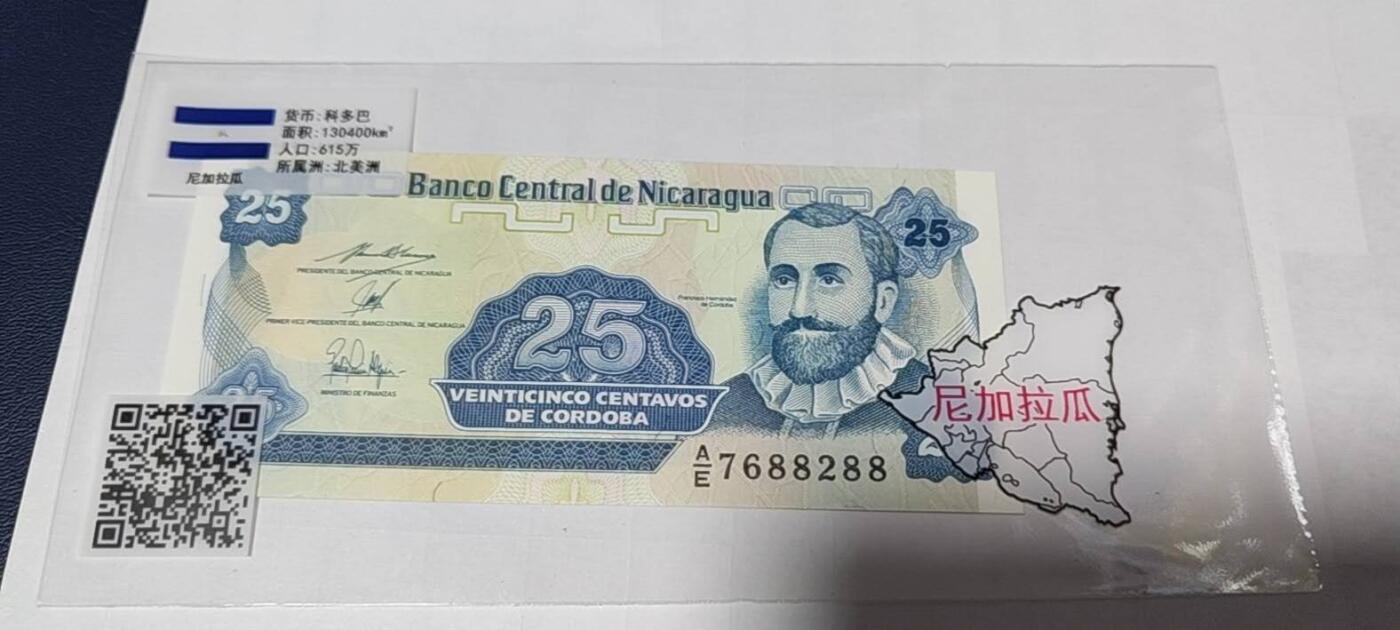 货币:科多巴
面积:130400km²
人口:615万
所属洲:北美洲
尼加拉瓜
Banco Central de Nicaragua
25
25
PRESIDENTE DEL BANCO CENTRAL DE NICARAGUA
Francisco Hernández
de Córdoba
PRIMER VICE-PRESIDENTE DEL BANCO CENTRAL DE NICARAGUA
25
MINISTRO DE FINANZAS
VEINTICINCO CENTAVOS
DE CORDOBA
尼加拉瓜
25
A/E 7688288